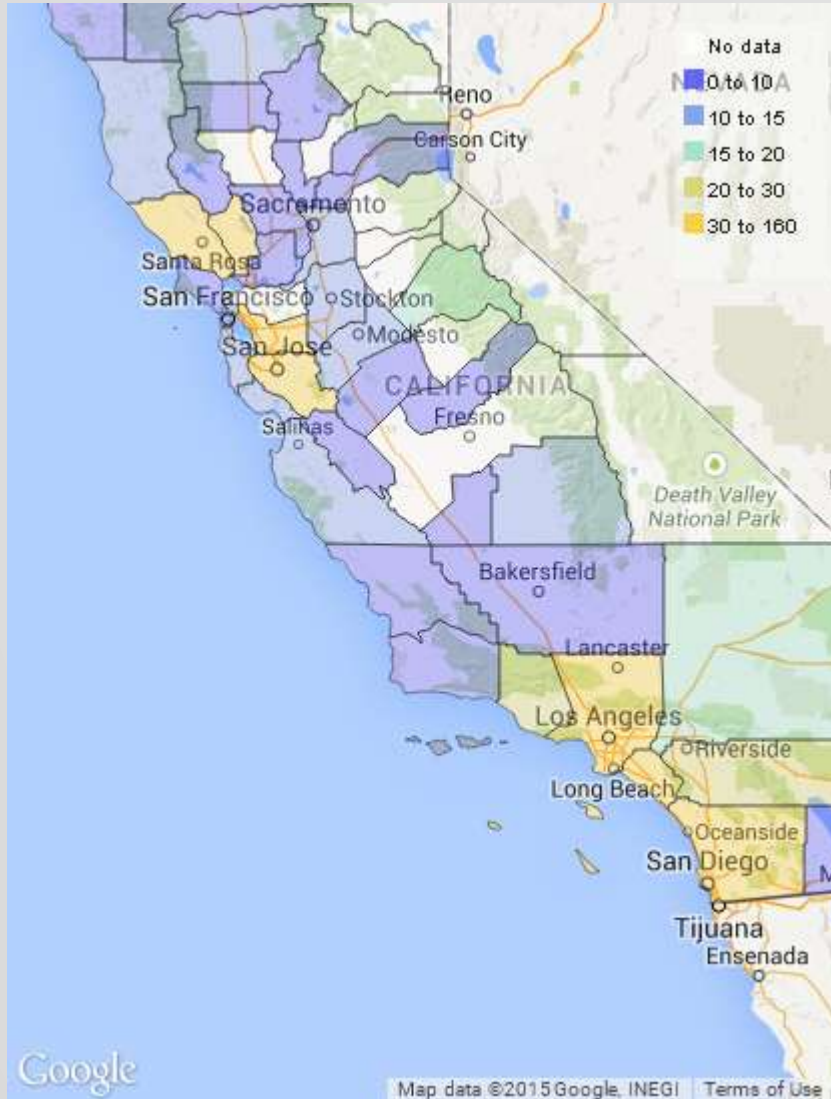 No data
NEVADA
0 to 10
Reno
10 to 15
Carson City
15 to 20
20 to 30
Sacramento
30 to 160
Santa Rosa
San Francisco
Stockton
Modesto
San Jose
CALIFORNIA
Fresno
Salinas
Death Valley
National Park
Bakersfield
Lancaster
Los Angeles
Riverside
Long Beach
Oceanside
San Diego
M
Tijuana
Ensenada
Google
Map data ©2015 Google, INEGI
Terms of Use